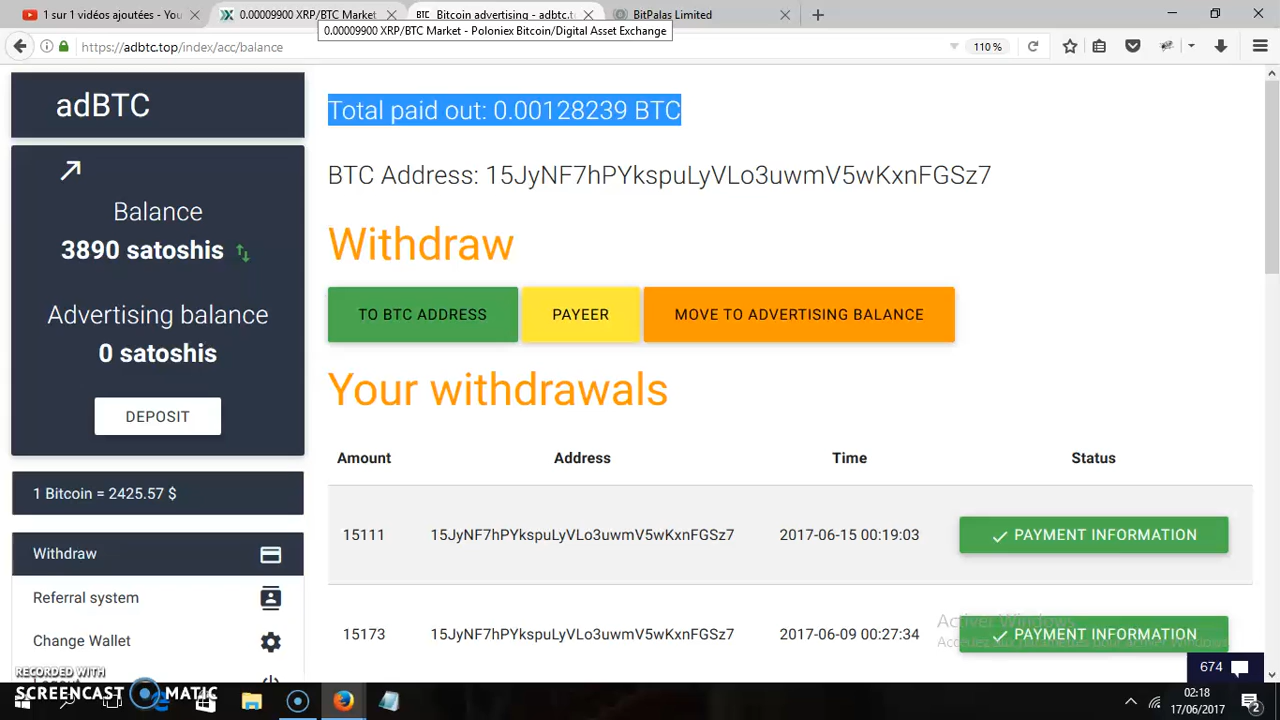 1 sur 1 vidéos ajoutées - You
0.00009900 XRP/BTC Market
Bitcoin advertising - adbtc.t
BitPalas Limited
0.00009900 XRP/BTC Market - Poloniex Bitcoin/Digital Asset Exchange
https://adbtc.top/index/acc/balance
110 %
adBTC
Total paid out: 0.00128239 BTC
BTC Address: 15JyNF7hPYkspuLyVLo3uwmV5wKxnFGSz7
Balance
3890 satoshis
Advertising balance
0 satoshis
DEPOSIT
1 Bitcoin = 2425.57 $
Withdraw
Referral system
Change Wallet
Withdraw
TO BTC ADDRESS
PAYEER
MOVE TO ADVERTISING BALANCE
Your withdrawals
Amount Address Time Status
15111 15JyNF7hPYkspuLyVLo3uwmV5wKxnFGSz7 2017-06-15 00:19:03 PAYMENT INFORMATION
15173 15JyNF7hPYkspuLyVLo3uwmV5wKxnFGSz7 2017-06-09 00:27:34 PAYMENT INFORMATION
Activer Windows
674
RECORDED WITH
SCREENCAST MATIC
02:18
17/06/2017
2